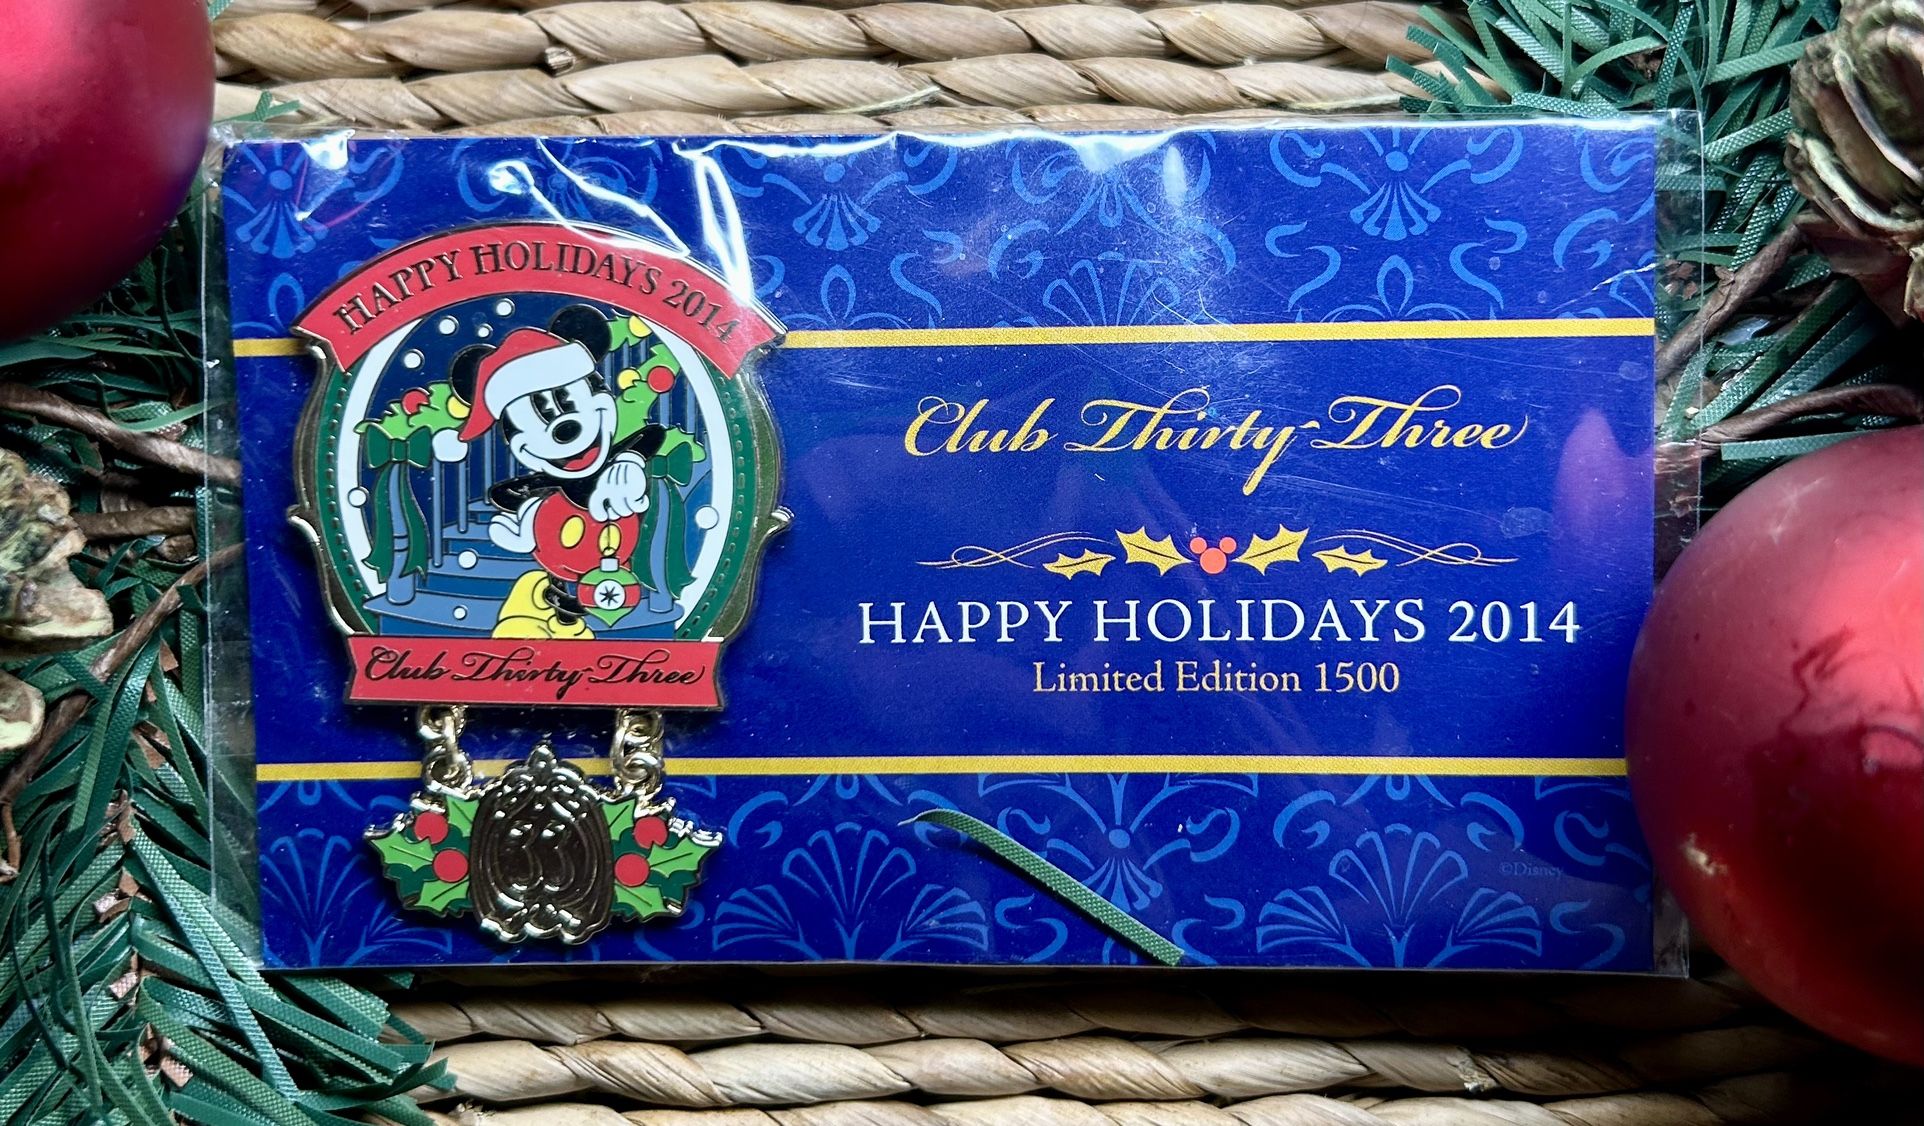 HAPPY HOLIDAYS 2014
Club Thirty-Three
33
Club Thirty-Three
HAPPY HOLIDAYS 2014
Limited Edition 1500
©Disney